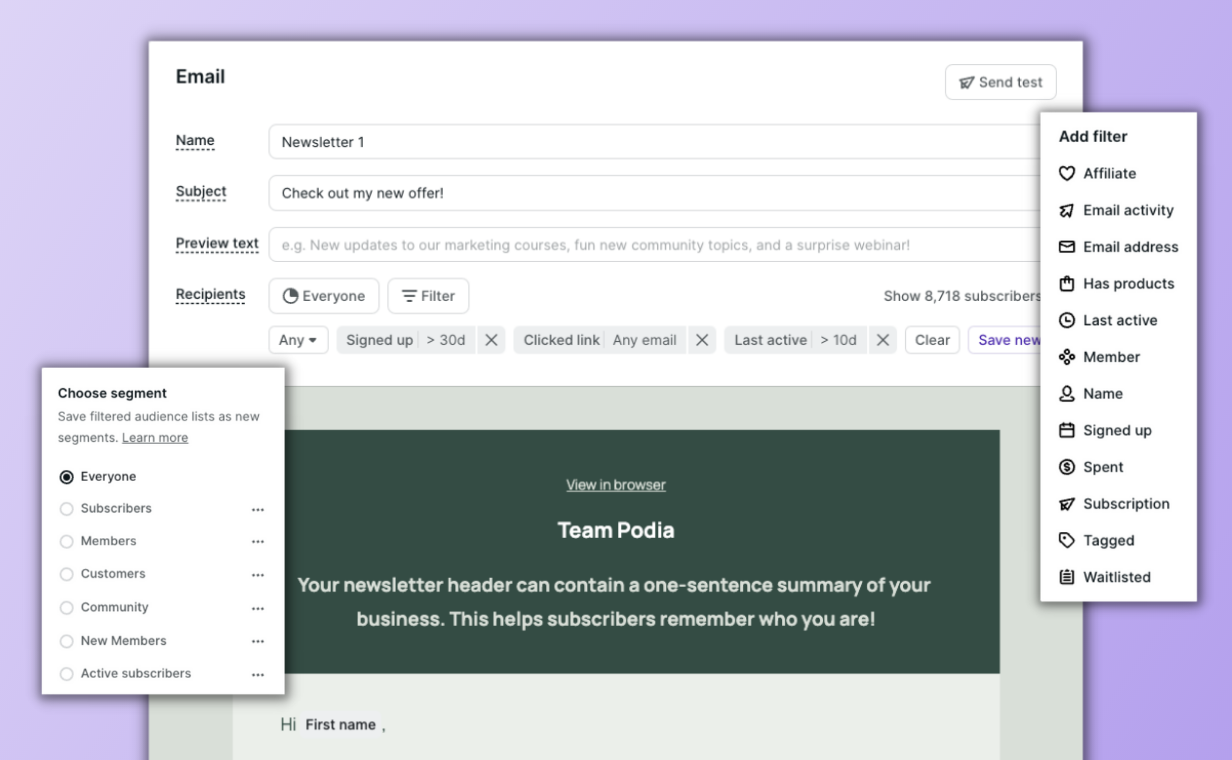 Email
Send test
Name
Newsletter 1
Subject
Check out my new offer!
Preview text
e.g. New updates to our marketing courses, fun new community topics, and a surprise webinar!
Recipients
Everyone
Filter
Show 8,718 subscribers
Any
Signed up > 30d
Clicked link Any email
Last active > 10d
Clear
Save new
Add filter
Affiliate
Email activity
Email address
Has products
Last active
Member
Name
Signed up
Spent
Subscription
Tagged
Waitlisted
Choose segment
Save filtered audience lists as new
segments. Learn more
Everyone
Subscribers
Members
Customers
Community
New Members
Active subscribers
View in browser
Team Podia
Your newsletter header can contain a one-sentence summary of your
business. This helps subscribers remember who you are!
Hi First name ,